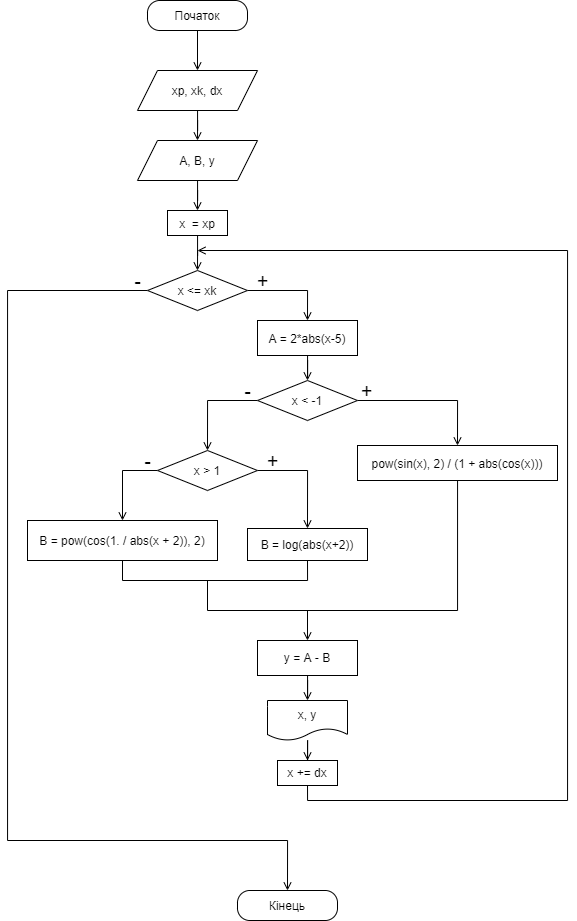 Початок
xp, xk, dx
A, B, y
x  = xp
-
x <= xk
+
A = 2*abs(x-5)
-
x < -1
+
-
x > 1
+
pow(sin(x), 2) / (1 + abs(cos(x)))
B = pow(cos(1. / abs(x + 2)), 2)
B = log(abs(x+2))
y = A - B
x, y
x += dx
Кінець